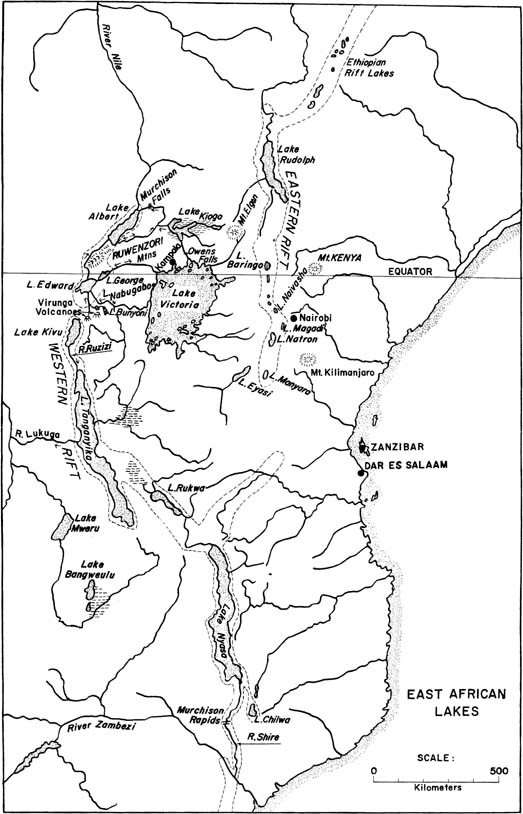 River Nile
Ethiopian
Rift Lakes
Lake
Rudolph
EASTERN RIFT
Murchison
Falls
Lake
Albert
Lake Kioga
Mt. Elgon
RUWENZORI
Mtns
Kampala
Owens
Falls
L.
Baringo
Mt. KENYA
EQUATOR
L. Edward
L. George
L. Nabugabo
L. Naivasha
Virunga
Volcanoes
L. Bunyoni
Lake
Victoria
Nairobi
L. Magadi
L. Natron
Lake Kivu
R. Ruzizi
Mt. Kilimanjaro
WESTERN
RIFT
L. Eyasi
L. Manyara
L. Tanganyika
R. Lukuga
ZANZIBAR
DAR ES SALAAM
L. Rukwa
Lake
Mweru
Lake
Bangweulu
Lake Nyasa
Murchison
Rapids
L. Chilwa
R. Shire
River Zambezi
EAST AFRICAN
LAKES
SCALE :
0 500
Kilometers